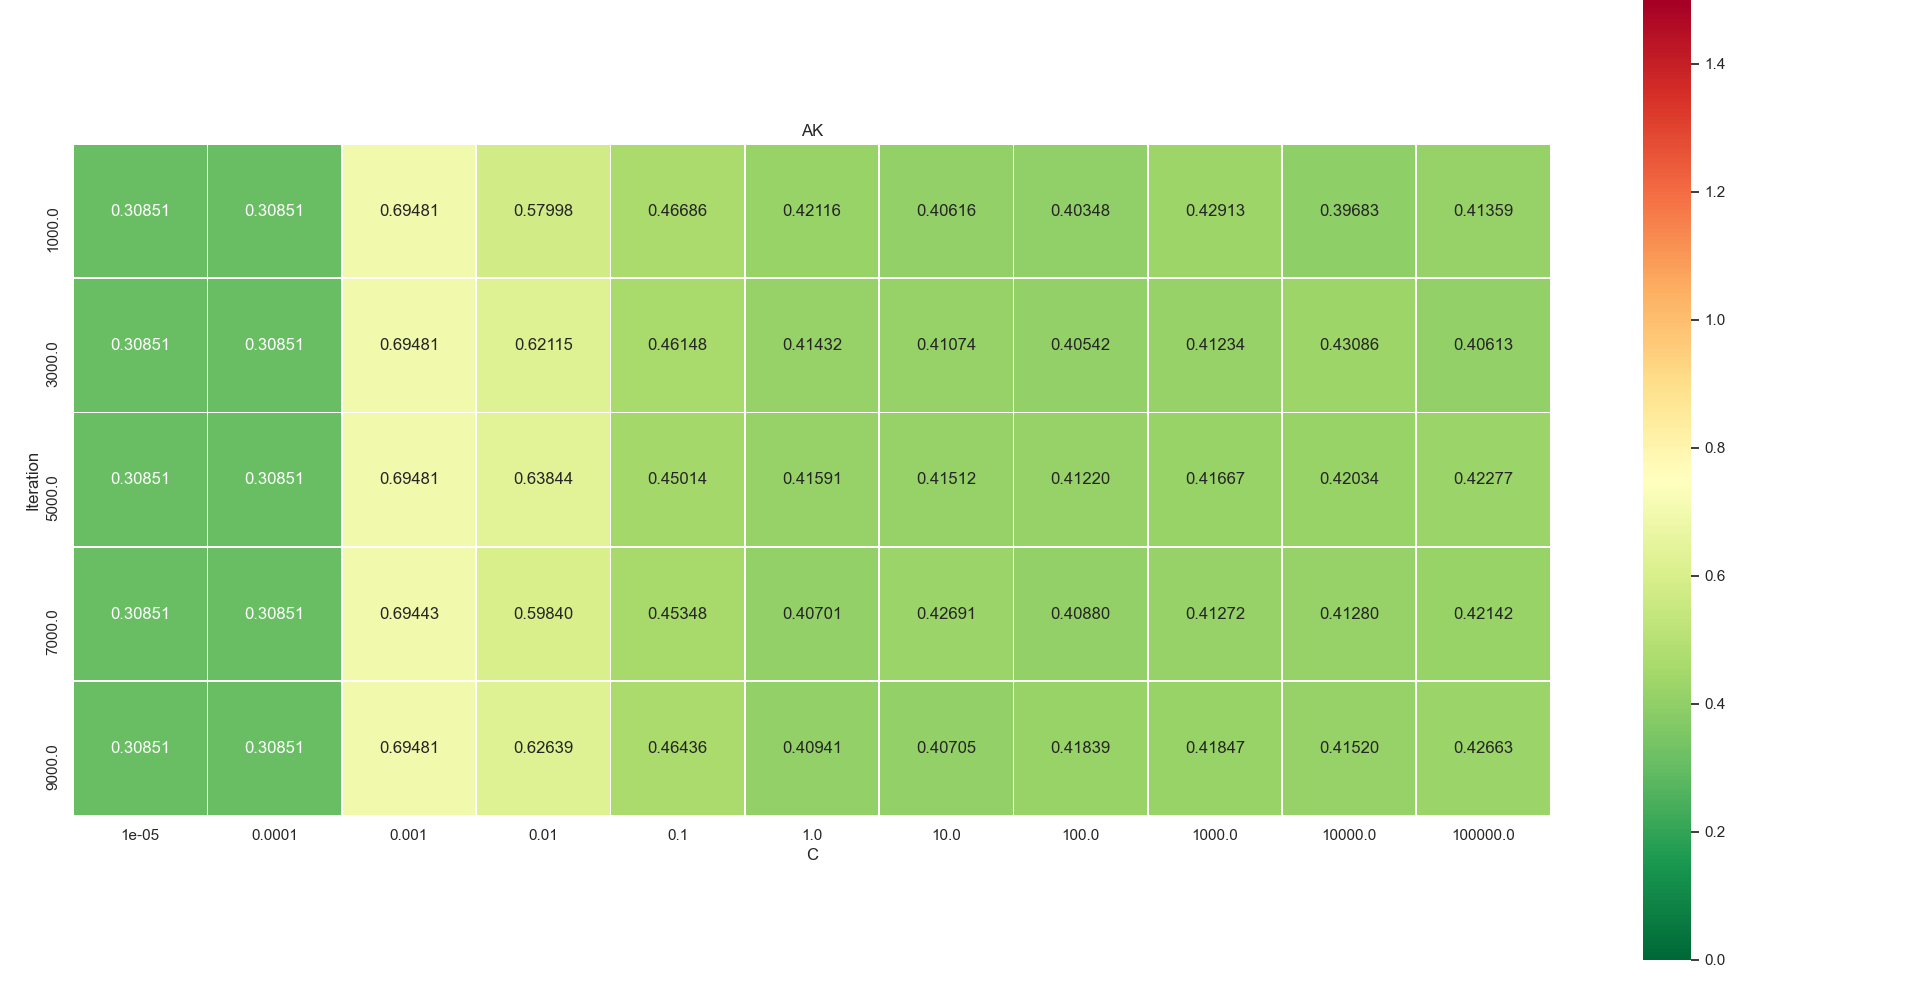 AK
1000.0 0.30851 0.30851 0.69481 0.57998 0.46686 0.42116 0.40616 0.40348 0.42913 0.39683 0.41359
3000.0 0.30851 0.30851 0.69481 0.62115 0.46148 0.41432 0.41074 0.40542 0.41234 0.43086 0.40613
Iteration
5000.0 0.30851 0.30851 0.69481 0.63844 0.45014 0.41591 0.41512 0.41220 0.41667 0.42034 0.42277
7000.0 0.30851 0.30851 0.69443 0.59840 0.45348 0.40701 0.42691 0.40880 0.41272 0.41280 0.42142
9000.0 0.30851 0.30851 0.69481 0.62639 0.46436 0.40941 0.40705 0.41839 0.41847 0.41520 0.42663
1e-05 0.0001 0.001 0.01 0.1 1.0 10.0 100.0 1000.0 10000.0 100000.0
C
1.4
1.2
1.0
0.8
0.6
0.4
0.2
0.0